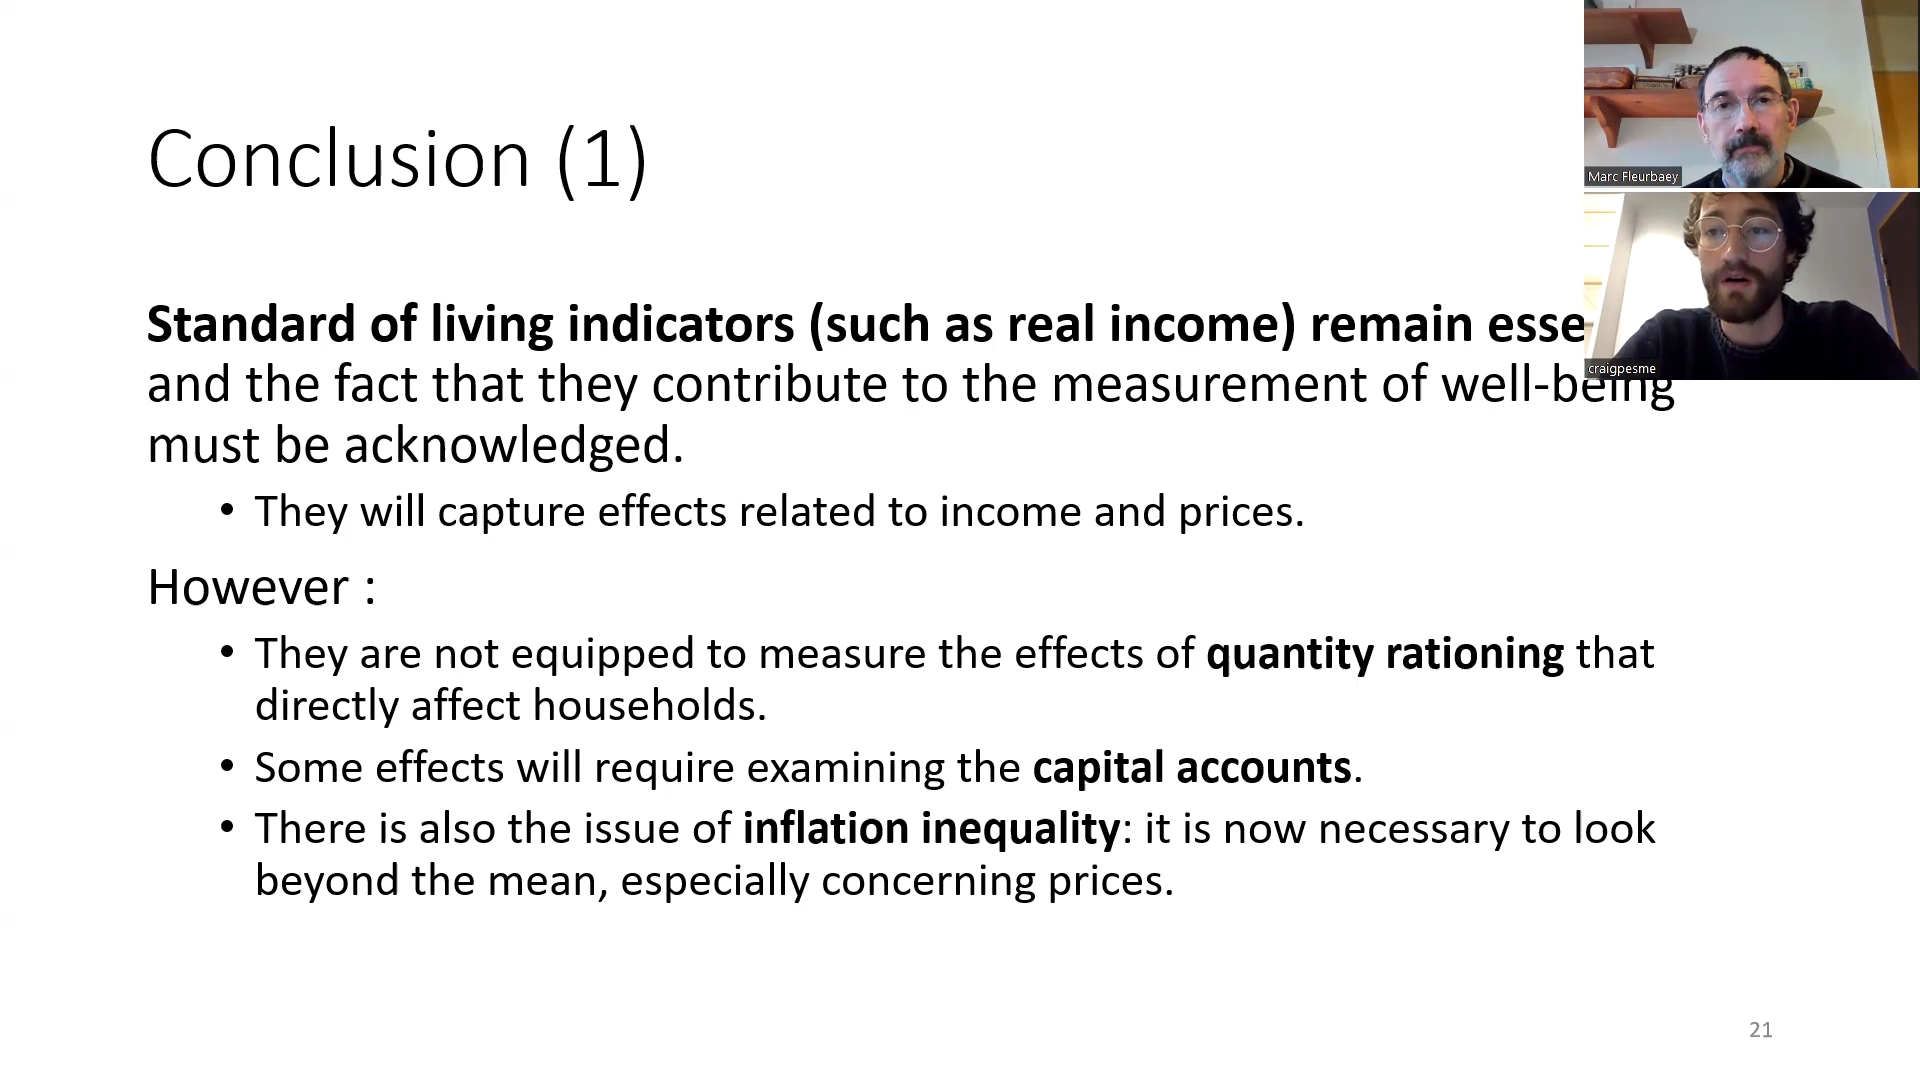 Conclusion (1)
Marc Fleurbaey
Standard of living indicators (such as real income) remain esse
craigpesme
and the fact that they contribute to the measurement of well-being
must be acknowledged.
• They will capture effects related to income and prices.
However :
• They are not equipped to measure the effects of quantity rationing that
directly affect households.
• Some effects will require examining the capital accounts.
• There is also the issue of inflation inequality: it is now necessary to look
beyond the mean, especially concerning prices.
21